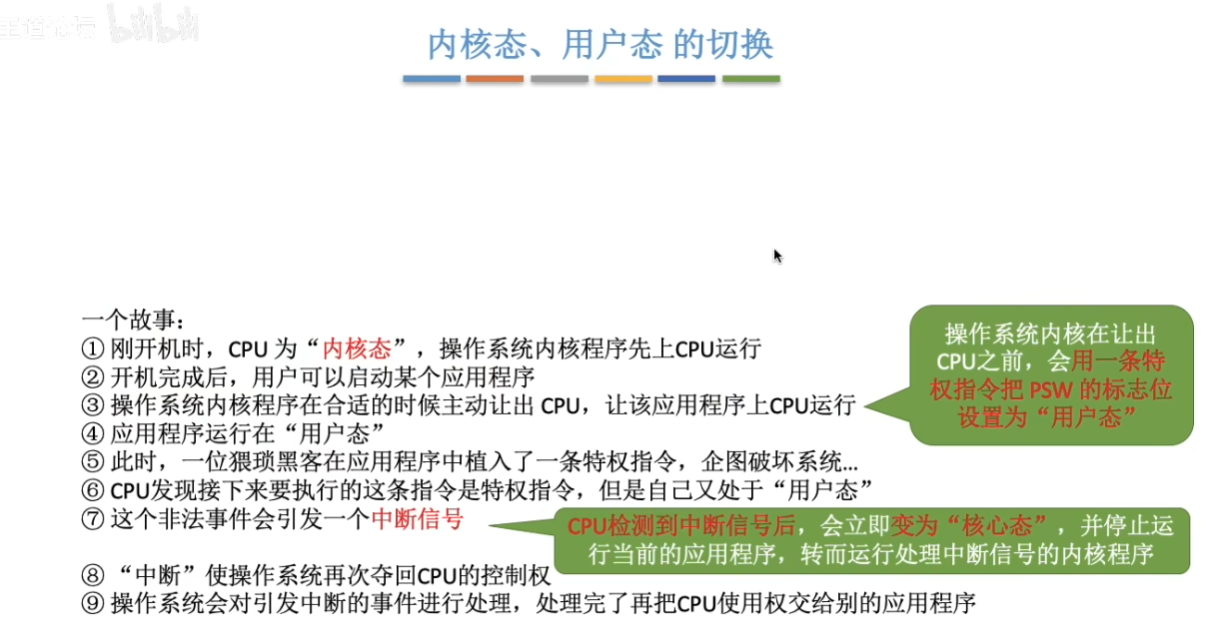 bilibili
内核态、用户态 的切换
一个故事：
① 刚开机时，CPU 为“内核态”，操作系统内核程序先上CPU运行
② 开机完成后，用户可以启动某个应用程序
③ 操作系统内核程序在合适的时候主动让出 CPU，让该应用程序上CPU运行
④ 应用程序运行在“用户态”
⑤ 此时，一位猥琐黑客在应用程序中植入了一条特权指令，企图破坏系统...
⑥ CPU发现接下来要执行的这条指令是特权指令，但是自己又处于“用户态”
⑦ 这个非法事件会引发一个中断信号
⑧ “中断”使操作系统再次夺回CPU的控制权
⑨ 操作系统会对引发中断的事件进行处理，处理完了再把CPU使用权交给别的应用程序
操作系统内核在让出
CPU之前，会用一条特
权指令把 PSW 的标志位
设置为“用户态”
CPU检测到中断信号后，会立即变为“核心态”，并停止运
行当前的应用程序，转而运行处理中断信号的内核程序